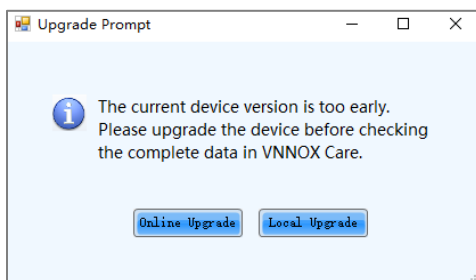 Upgrade Prompt
The current device version is too early.
Please upgrade the device before checking
the complete data in VNNOX Care.
Online Upgrade Local Upgrade